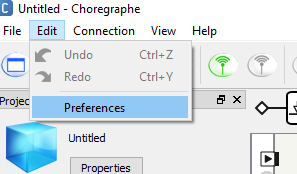 Untitled - Choregraphe
File Edit Connection View Help
Undo Ctrl+Z
Redo Ctrl+Y
Preferences
Untitled
Properties